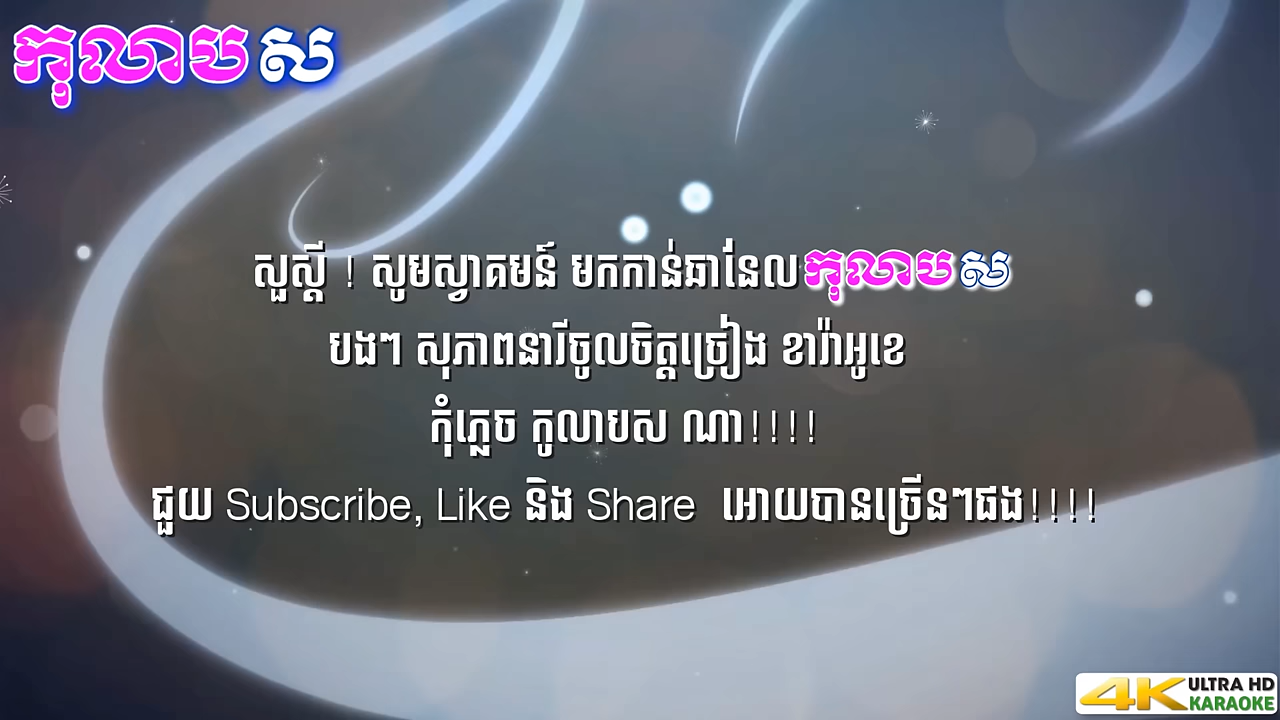 កុលាបស
សួស្តី ! សូមស្វាគមន៍ មកកាន់ឆានែលកុលាបស
បងៗ សុភាពនារីចូលចិត្តច្រៀង ខារ៉ាអូខេ
កុំភ្លេច កូលាបស ណា!!!!
ជួយ Subscribe, Like និង Share អោយបានច្រើនៗផង!!!!
4K ULTRA HD
KARAOKE